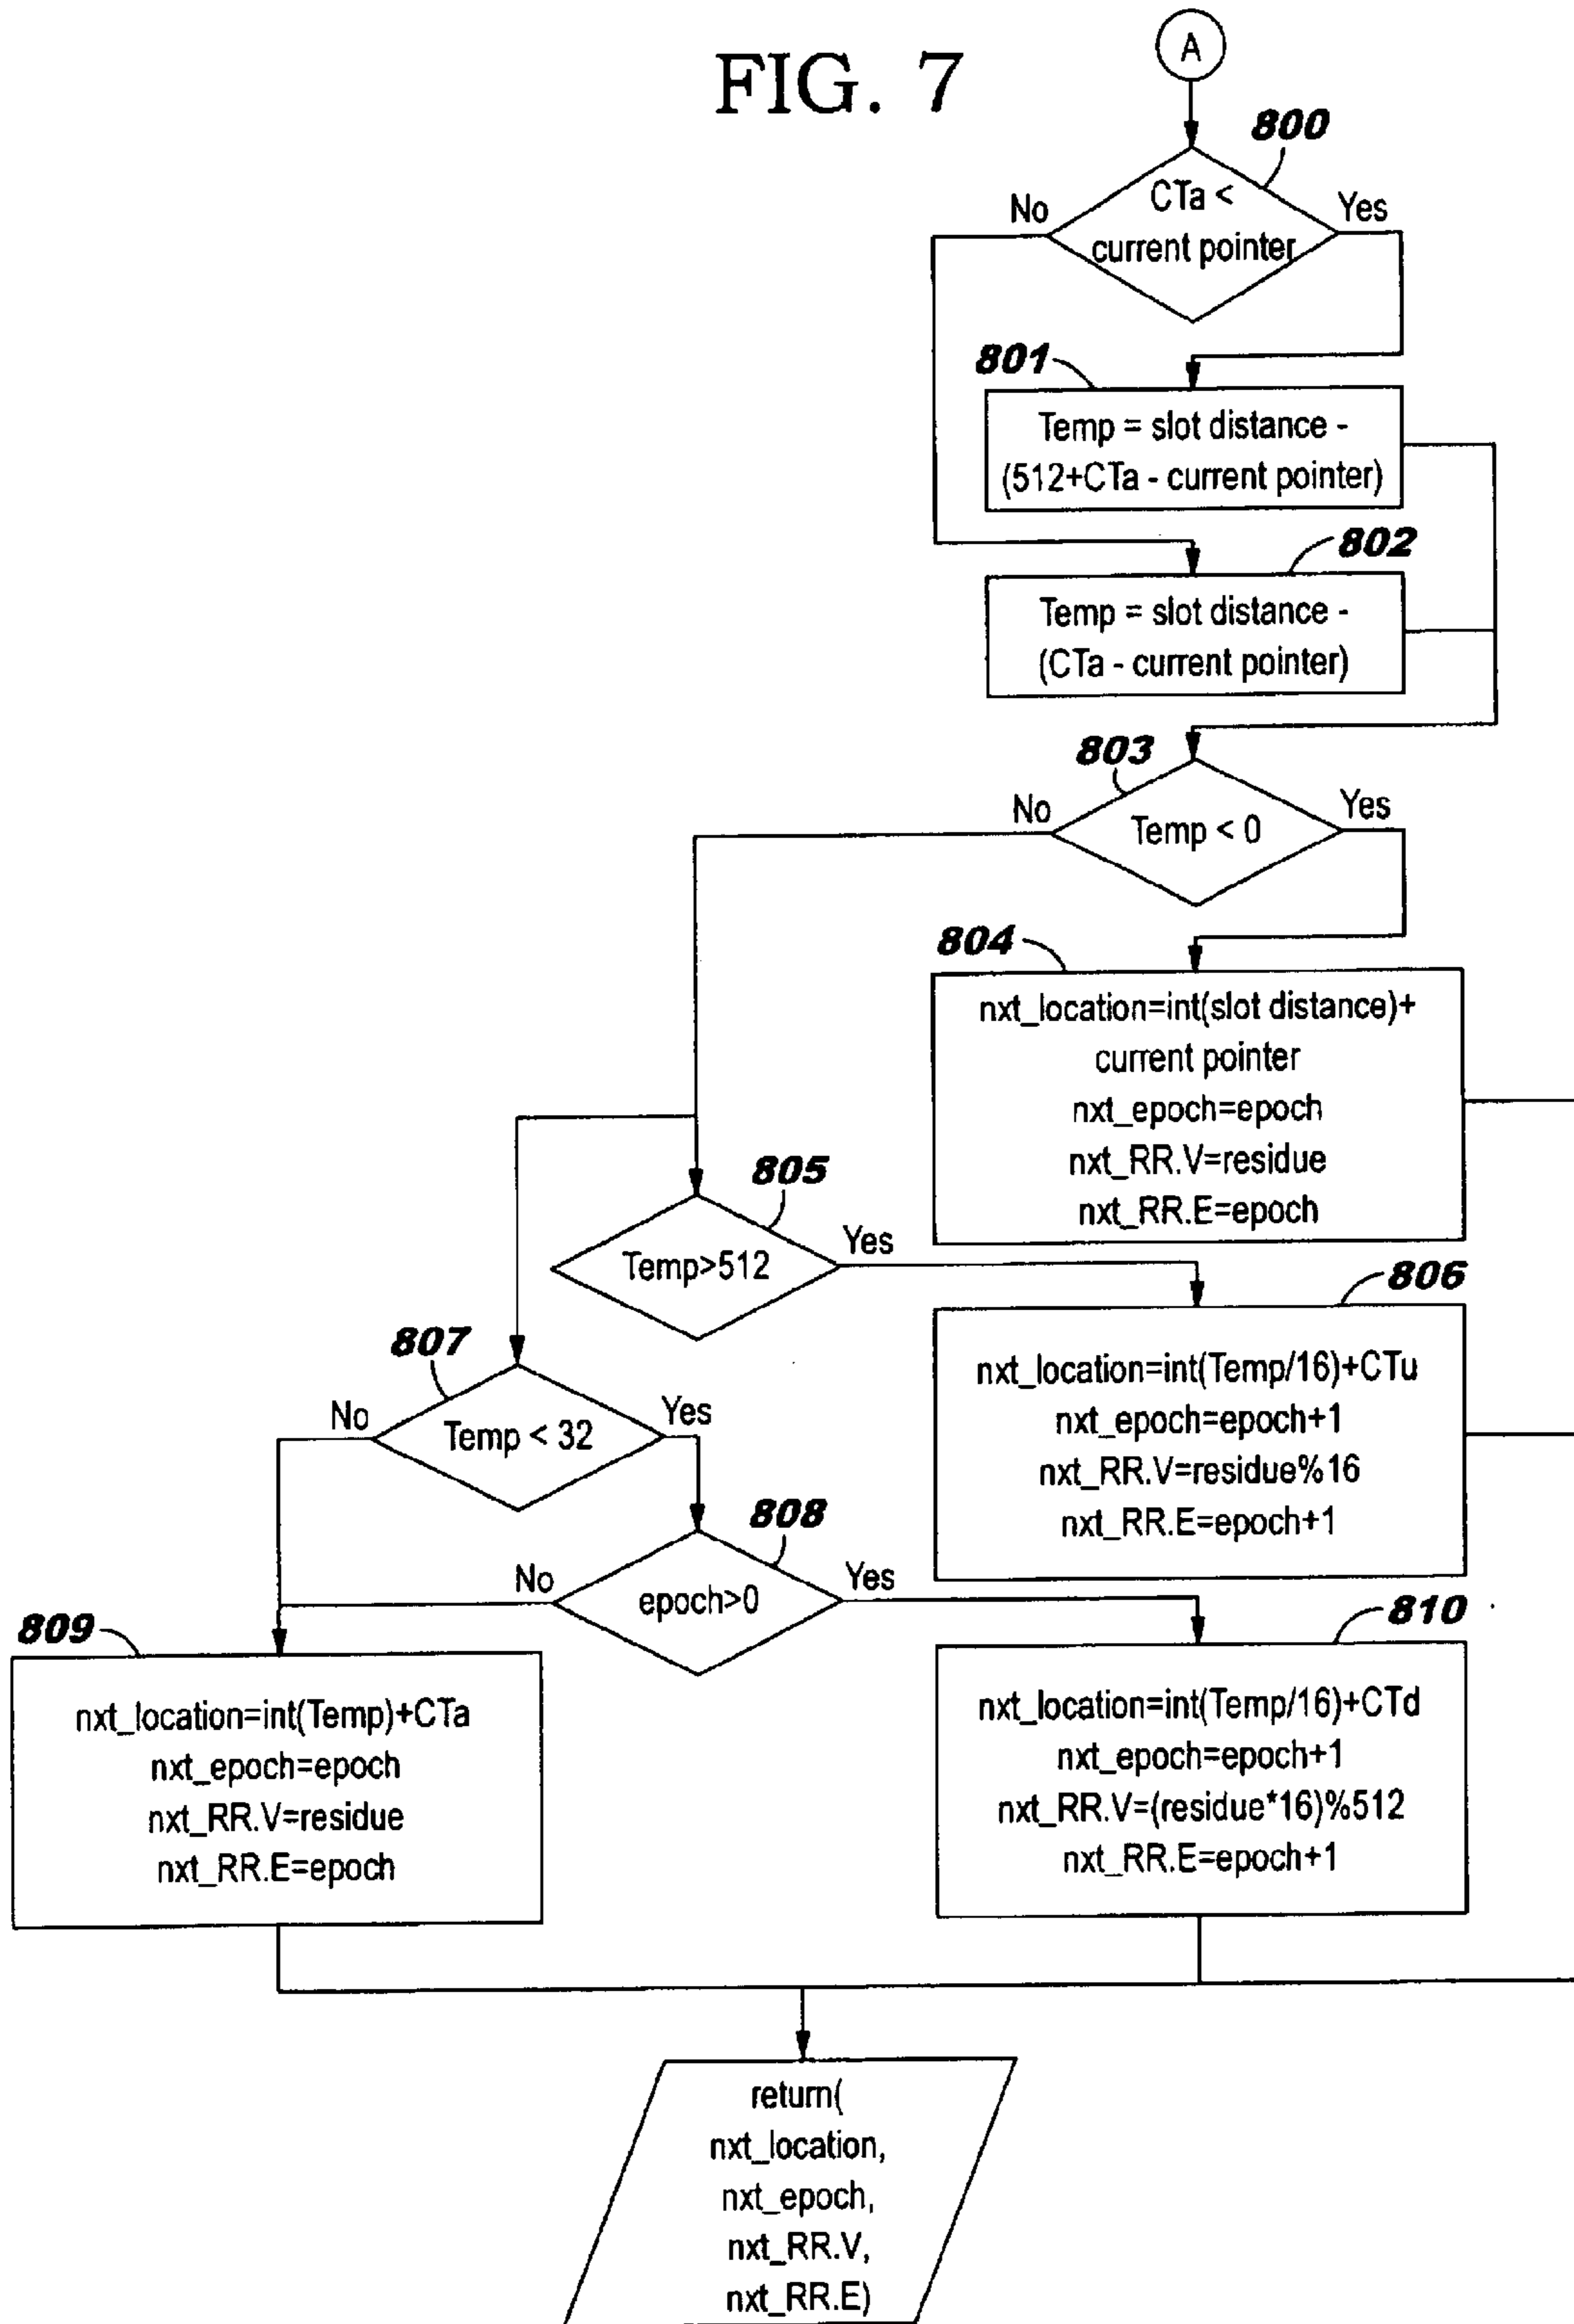 FIG. 7
A
800
CTa <
current pointer
No
Yes
801
Temp = slot distance -
(512+CTa - current pointer)
802
Temp = slot distance -
(CTa - current pointer)
803
No
Yes
Temp < 0
804
nxt_location=int(slot distance)+
current pointer
nxt_epoch=epoch
nxt_RR.V=residue
nxt_RR.E=epoch
805
Yes
Temp>512
806
nxt_location=int(Temp/16)+CTu
nxt_epoch=epoch+1
nxt_RR.V=residue%16
nxt_RR.E=epoch+1
807
No
Yes
Temp < 32
808
No
Yes
epoch>0
809
nxt_location=int(Temp)+CTa
nxt_epoch=epoch
nxt_RR.V=residue
nxt_RR.E=epoch
810
nxt_location=int(Temp/16)+CTd
nxt_epoch=epoch+1
nxt_RR.V=(residue*16)%512
nxt_RR.E=epoch+1
return(
nxt_location,
nxt_epoch,
nxt_RR.V,
nxt_RR.E)